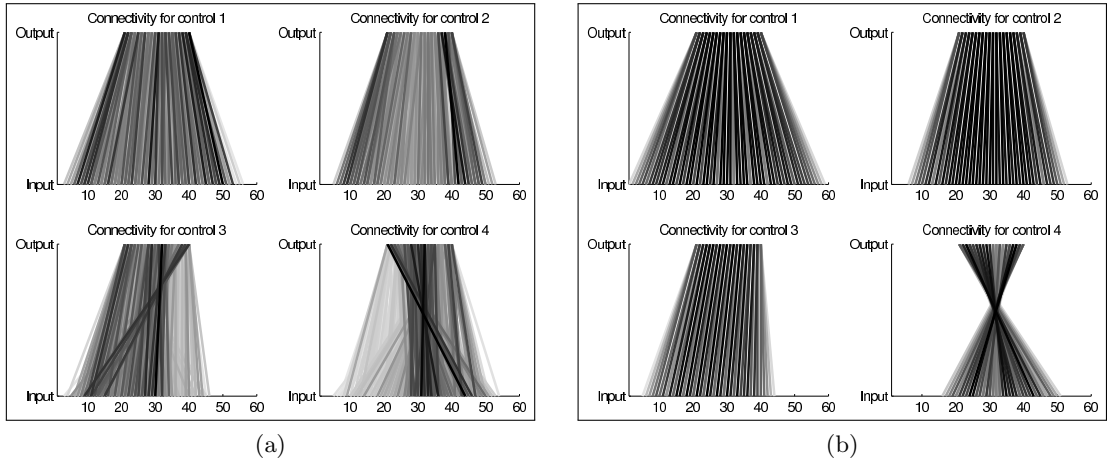 Connectivity for control 1
Output
Input
10 20 30 40 50 60
Connectivity for control 2
Output
Input
10 20 30 40 50 60
Connectivity for control 3
Output
Input
10 20 30 40 50 60
Connectivity for control 4
Output
Input
10 20 30 40 50 60
(a)
Connectivity for control 1
Output
Input
10 20 30 40 50 60
Connectivity for control 2
Output
Input
10 20 30 40 50 60
Connectivity for control 3
Output
Input
10 20 30 40 50 60
Connectivity for control 4
Output
Input
10 20 30 40 50 60
(b)